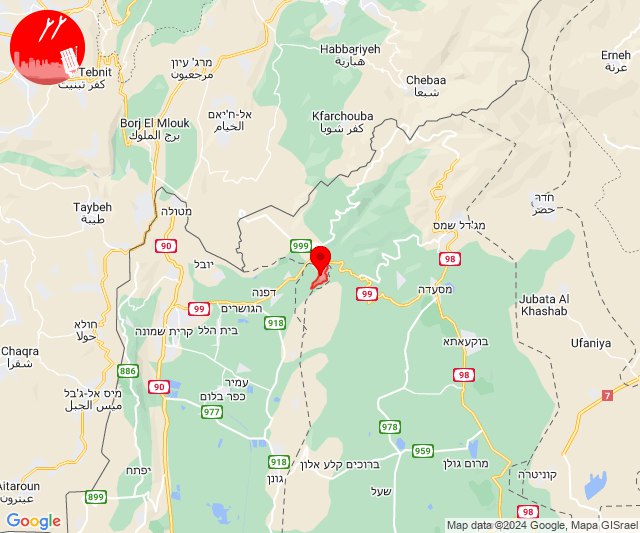 Habbariyeh
הבאריה
Erneh
عرنة
מרג' עיון
مرجعيون
Tebnit
كفر تبنيت
Chebaa
شبعا
Kfarchouba
كفر شوبا
Borj El Mlouk
برج الملوك
אל-ח'יאם
الخيام
Taybeh
طيبة
מטולה
חדר
حضر
מג'דל שמס
999
90
98
יובל
דפנה
99
99
מסעדה
הגושרים
918
Jubata Al
Khashab
חולא
حولا
קרית שמונה
בית הלל
בוקעאתא
Ufaniya
Chaqra
شقرا
886
90
עמיר
98
7
מיס אל-ג'בל
ميس الجبل
כפר בלום
977
978
918
ברוכים קלע אלון
959
מרום גולן
יפתח
גונן
קוניטרה
Aitaroun
عيترون
899
שעל
98
Google
Map data ©2024 Google, Mapa GISrael